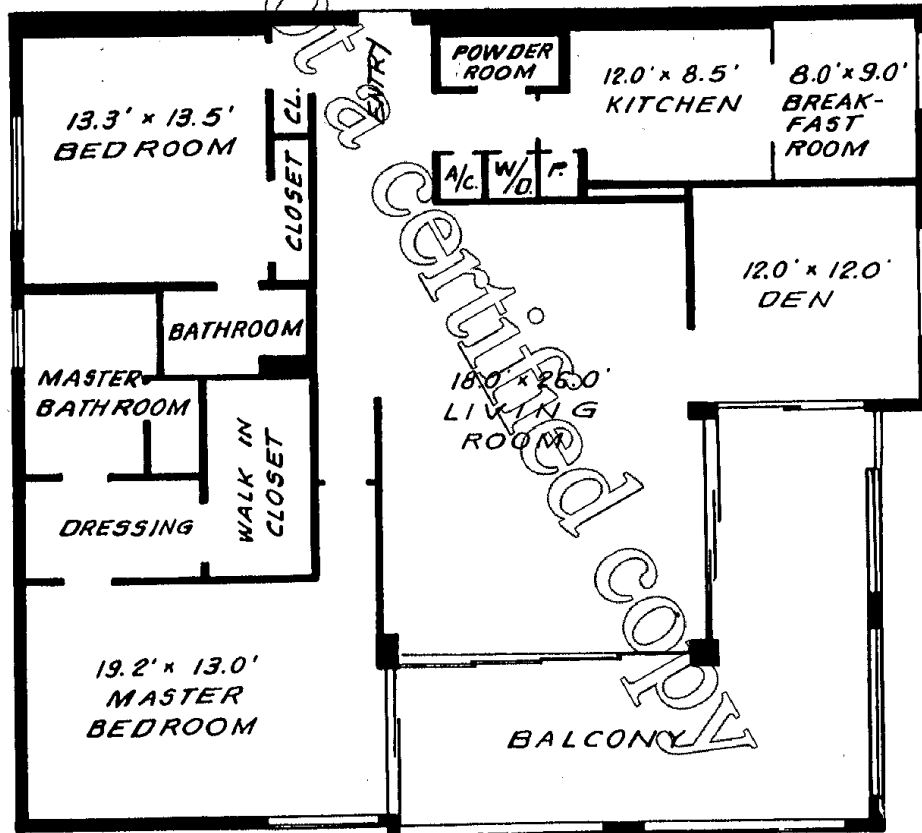 POWDER
ROOM
12.0' x 8.5'
KITCHEN
8.0' x 9.0'
BREAK-
FAST
ROOM
ENTRY
CL.
13.3' x 13.5'
BEDROOM
CLOSET
A/C.
W/D.
P.
12.0' x 12.0'
DEN
BATHROOM
MASTER
BATHROOM
18.0' x 26.0'
LIVING
ROOM
WALK IN
CLOSET
DRESSING
19.2' x 13.0'
MASTER
BEDROOM
BALCONY
a certified copy